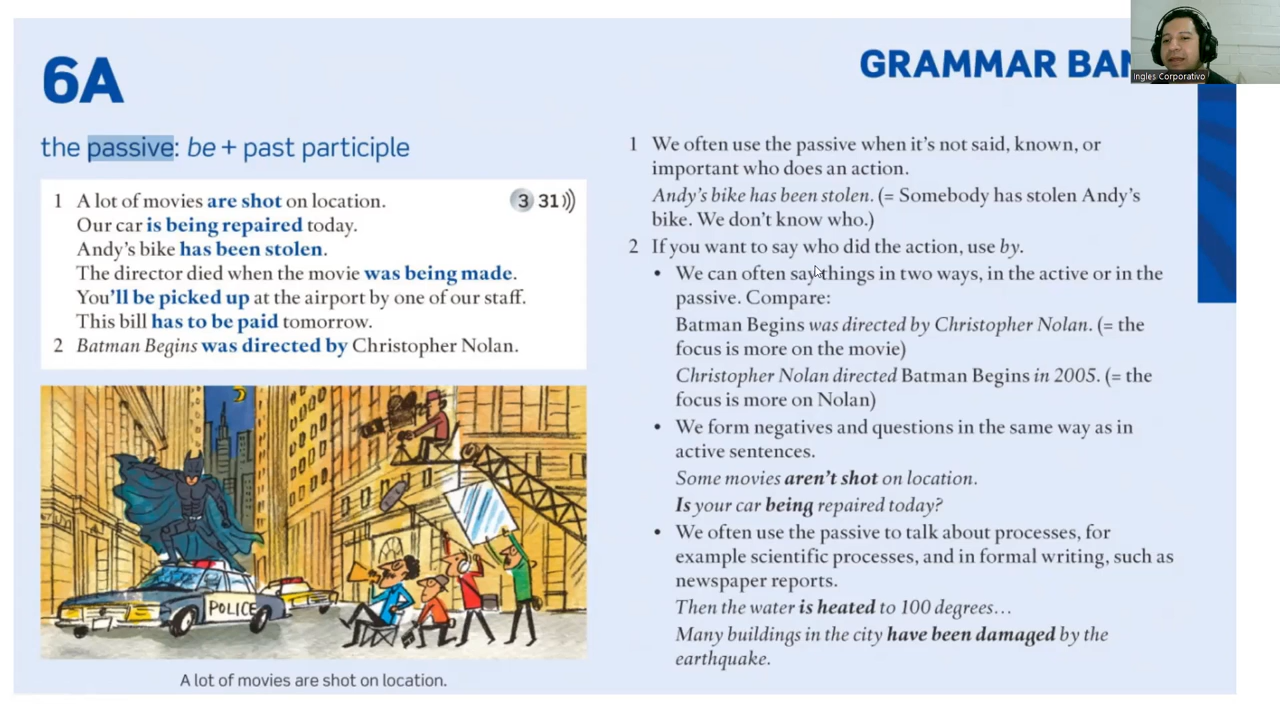 6A
GRAMMAR BAN
Ingles Corporativo
the passive: be + past participle
1 A lot of movies are shot on location.
3 31
Our car is being repaired today.
Andy's bike has been stolen.
The director died when the movie was being made.
You'll be picked up at the airport by one of our staff.
This bill has to be paid tomorrow.
2 Batman Begins was directed by Christopher Nolan.
POLICE
A lot of movies are shot on location.
1 We often use the passive when it's not said, known, or
important who does an action.
Andy's bike has been stolen. (= Somebody has stolen Andy's
bike. We don't know who.)
2 If you want to say who did the action, use by.
• We can often say things in two ways, in the active or in the
passive. Compare:
Batman Begins was directed by Christopher Nolan. (= the
focus is more on the movie)
Christopher Nolan directed Batman Begins in 2005. (= the
focus is more on Nolan)
• We form negatives and questions in the same way as in
active sentences.
Some movies aren't shot on location.
Is your car being repaired today?
• We often use the passive to talk about processes, for
example scientific processes, and in formal writing, such as
newspaper reports.
Then the water is heated to 100 degrees...
Many buildings in the city have been damaged by the
earthquake.